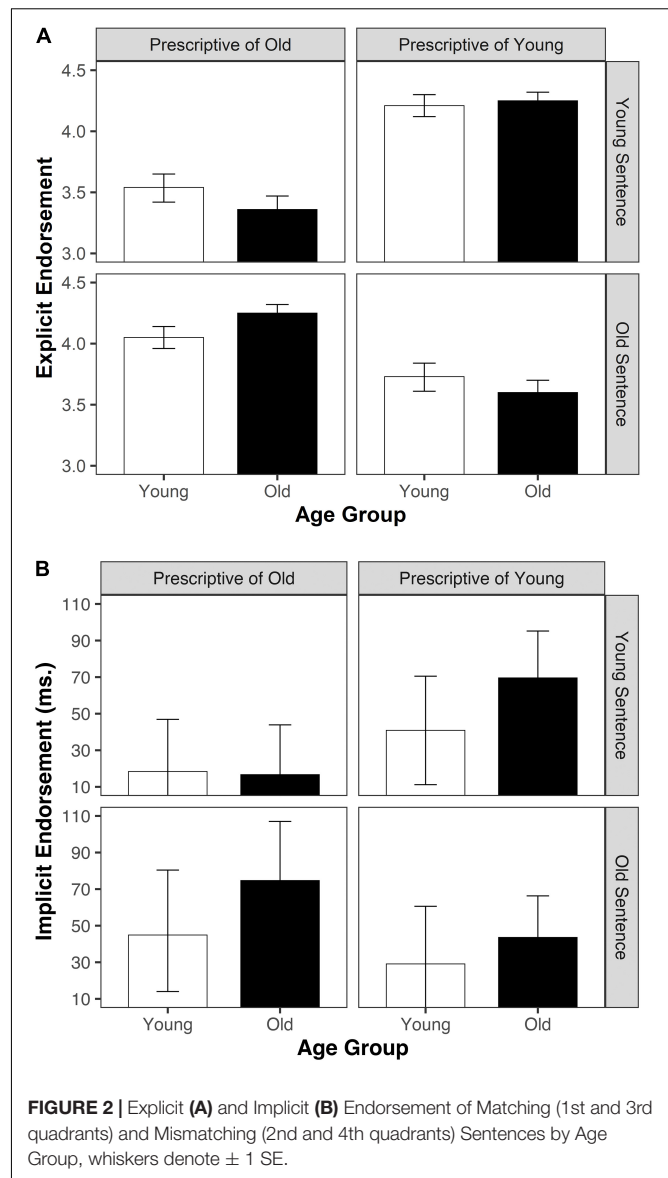 A
Prescriptive of Old
Prescriptive of Young
4.5
4.0
3.5
3.0
Young Sentence
4.5
4.0
3.5
3.0
Old Sentence
Explicit Endorsement
Young
Old
Young
Old
Age Group
B
Prescriptive of Old
Prescriptive of Young
110
90
70
50
30
10
Young Sentence
110
90
70
50
30
10
Old Sentence
Implicit Endorsement (ms.)
Young
Old
Young
Old
Age Group
FIGURE 2 | Explicit (A) and Implicit (B) Endorsement of Matching (1st and 3rd
quadrants) and Mismatching (2nd and 4th quadrants) Sentences by Age
Group, whiskers denote ± 1 SE.